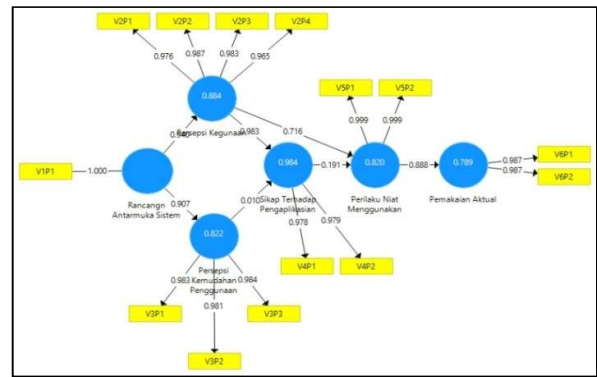 V2P1 V2P2 V2P3 V2P4
0.976 0.987 0.983 0.965
0.884
V5P1 V5P2
Persepsi Kegunaan
0.940 0.983 0.716 0.999 0.999
V1P1 1.000 0.984 0.191 0.820 0.888 0.789 0.987 V6P1
0.987 V6P2
Rancangn
Antarmuka Sistem
Sikap Terhadap
Pengaplikasian
Perilaku Niat
Menggunakan
Pemakaian Aktual
0.907 0.010
0.822 0.978 0.979
Persepsi
Kemudahan
Penggunaan
V4P1 V4P2
0.983 0.981 0.984
V3P1 V3P3
V3P2